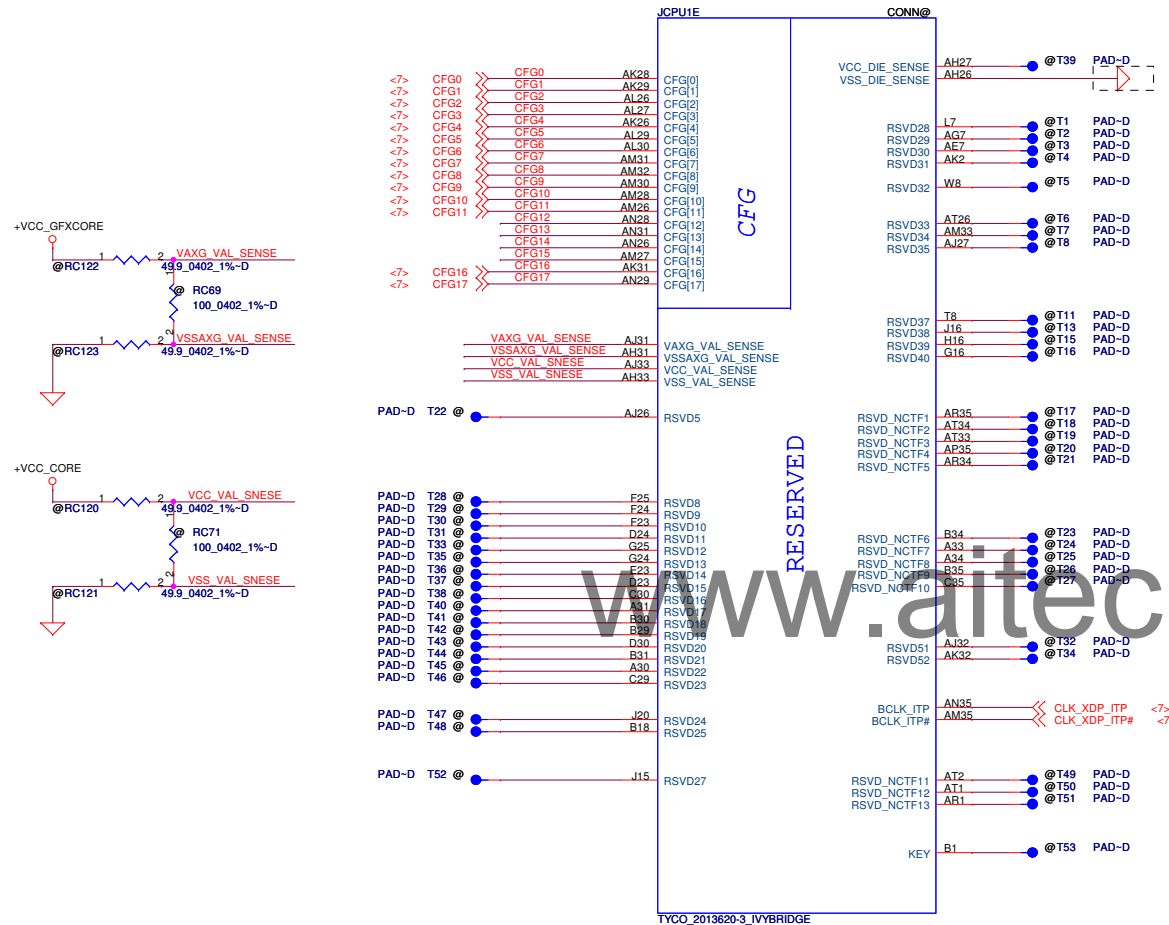 JCPU1E CONN@
<7> CFG0 CFG0 AK28 CFG[0]
<7> CFG1 CFG1 AK29 CFG[1]
<7> CFG2 CFG2 AL26 CFG[2]
<7> CFG3 CFG3 AL27 CFG[3]
<7> CFG4 CFG4 AK26 CFG[4]
<7> CFG5 CFG5 AL29 CFG[5]
<7> CFG6 CFG6 AL30 CFG[6]
<7> CFG7 CFG7 AM31 CFG[7]
<7> CFG8 CFG8 AM32 CFG[8]
<7> CFG9 CFG9 AM30 CFG[9]
<7> CFG10 CFG10 AM28 CFG[10]
<7> CFG11 CFG11 AM26 CFG[11]
CFG12 AN28 CFG[12]
CFG13 AN31 CFG[13]
CFG14 AN26 CFG[14]
CFG15 AM27 CFG[15]
<7> CFG16 CFG16 AK31 CFG[16]
<7> CFG17 CFG17 AN29 CFG[17]
CFG
VAXG_VAL_SENSE AJ31 VAXG_VAL_SENSE
VSSAXG_VAL_SENSE AH31 VSSAXG_VAL_SENSE
VCC_VAL_SNESE AJ33 VCC_VAL_SENSE
VSS_VAL_SNESE AH33 VSS_VAL_SENSE
PAD~D T22 @ AJ26 RSVD5
PAD~D T28 @ F25 RSVD8
PAD~D T29 @ F24 RSVD9
PAD~D T30 @ F23 RSVD10
PAD~D T31 @ D24 RSVD11
PAD~D T33 @ G25 RSVD12
PAD~D T35 @ G24 RSVD13
PAD~D T36 @ E23 RSVD14
PAD~D T37 @ D23 RSVD15
PAD~D T38 @ C30 RSVD16
PAD~D T40 @ A31 RSVD17
PAD~D T41 @ B30 RSVD18
PAD~D T42 @ B29 RSVD19
PAD~D T43 @ D30 RSVD20
PAD~D T44 @ B31 RSVD21
PAD~D T45 @ A30 RSVD22
PAD~D T46 @ C29 RSVD23
PAD~D T47 @ J20 RSVD24
PAD~D T48 @ B18 RSVD25
PAD~D T52 @ J15 RSVD27
RESERVED
VCC_DIE_SENSE AH27 @T39 PAD~D
VSS_DIE_SENSE AH26
RSVD28 L7 @T1 PAD~D
RSVD29 AG7 @T2 PAD~D
RSVD30 AE7 @T3 PAD~D
RSVD31 AK2 @T4 PAD~D
RSVD32 W8 @T5 PAD~D
RSVD33 AT26 @T6 PAD~D
RSVD34 AM33 @T7 PAD~D
RSVD35 AJ27 @T8 PAD~D
RSVD37 T8 @T11 PAD~D
RSVD38 J16 @T13 PAD~D
RSVD39 H16 @T15 PAD~D
RSVD40 G16 @T16 PAD~D
RSVD_NCTF1 AR35 @T17 PAD~D
RSVD_NCTF2 AT34 @T18 PAD~D
RSVD_NCTF3 AT33 @T19 PAD~D
RSVD_NCTF4 AP35 @T20 PAD~D
RSVD_NCTF5 AR34 @T21 PAD~D
RSVD_NCTF6 B34 @T23 PAD~D
RSVD_NCTF7 A33 @T24 PAD~D
RSVD_NCTF8 A34 @T25 PAD~D
RSVD_NCTF9 B35 @T26 PAD~D
RSVD_NCTF10 C35 @T27 PAD~D
RSVD51 AJ32 @T32 PAD~D
RSVD52 AK32 @T34 PAD~D
BCLK_ITP AN35 CLK_XDP_ITP <7>
BCLK_ITP# AM35 CLK_XDP_ITP# <7
RSVD_NCTF11 AT2 @T49 PAD~D
RSVD_NCTF12 AT1 @T50 PAD~D
RSVD_NCTF13 AR1 @T51 PAD~D
KEY B1 @T53 PAD~D
TYCO_2013620-3_IVYBRIDGE
+VCC_GFXCORE
1 2 VAXG_VAL_SENSE
@RC122 49.9_0402_1%~D
1
@ RC69
100_0402_1%~D
2
1 2 VSSAXG_VAL_SENSE
@RC123 49.9_0402_1%~D
+VCC_CORE
1 2 VCC_VAL_SNESE
@RC120 49.9_0402_1%~D
1
@ RC71
100_0402_1%~D
2
1 2 VSS_VAL_SNESE
@RC121 49.9_0402_1%~D
www.aitec